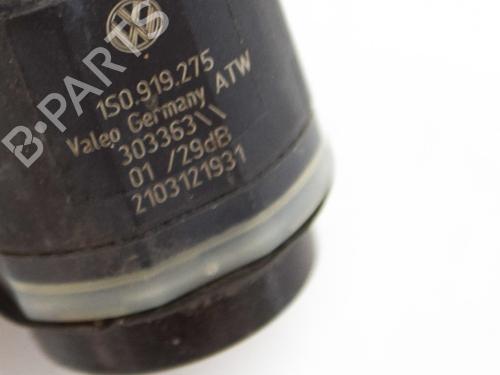 B-PARTS
1S0.919.275
Valeo Germany ATW
303363\\
01 /29dB
2103121931